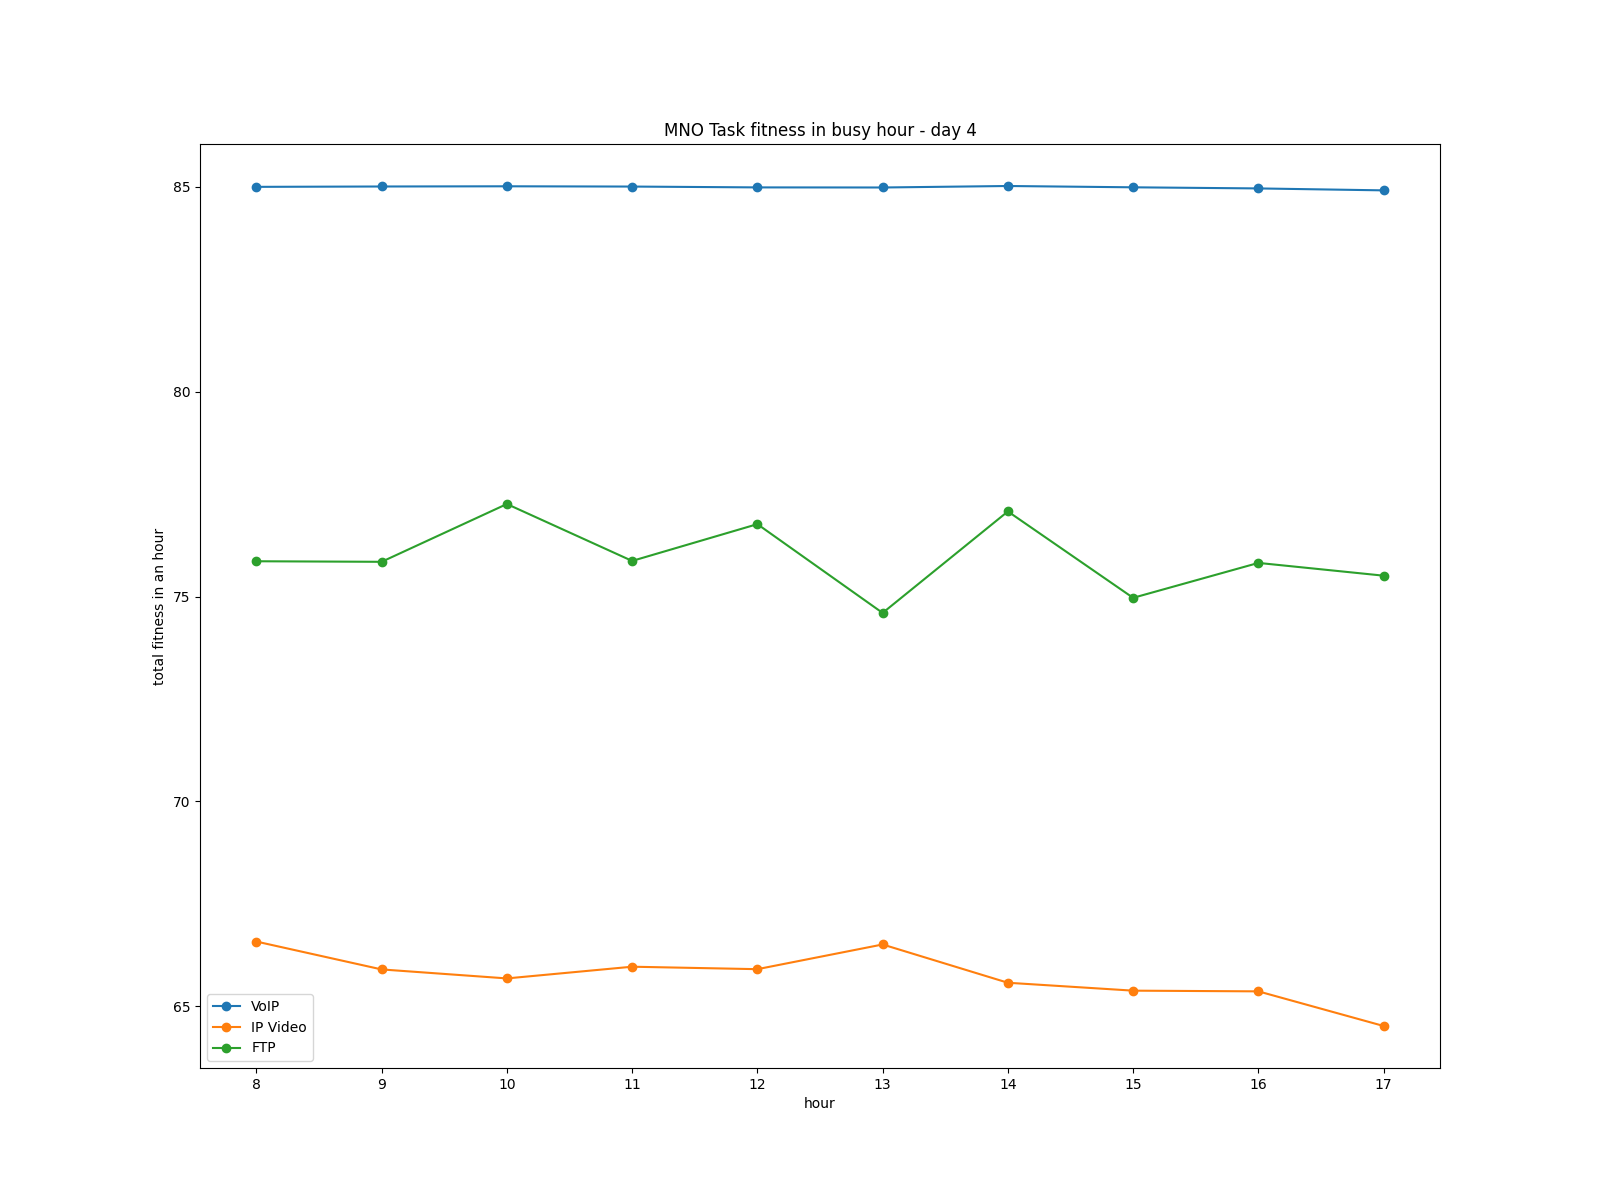 MNO Task fitness in busy hour - day 4
total fitness in an hour
85
80
75
70
65
VoIP
IP Video
FTP
8 9 10 11 12 13 14 15 16 17
hour